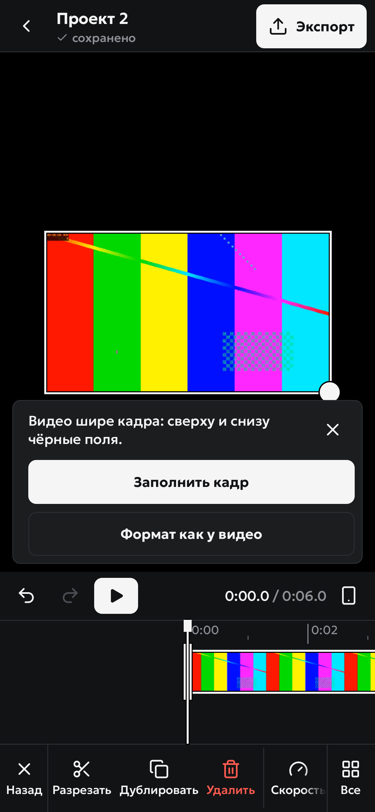 Проект 2
сохранено
Экспорт
Видео шире кадра: сверху и снизу
чёрные поля.
Заполнить кадр
Формат как у видео
0:00.0 / 0:06.0
0:00
0:02
Назад
Разрезать
Дублировать
Удалить
Скорость
Все